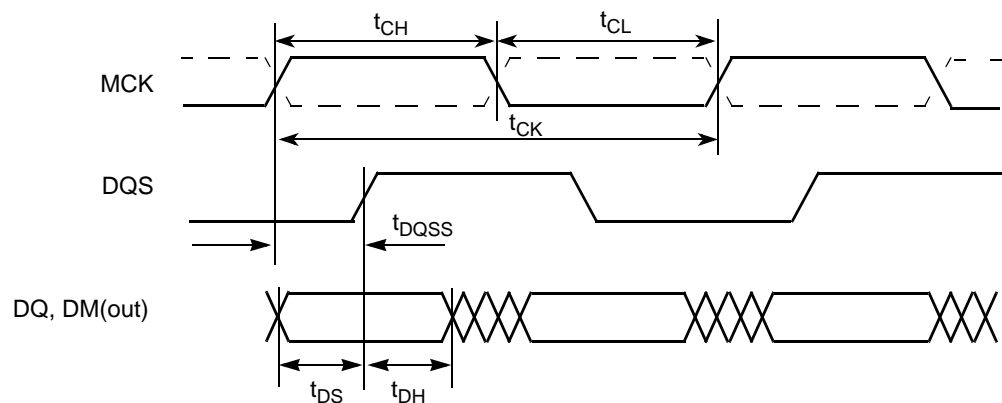 tCH
tCL
MCK
tCK
DQS
tDQSS
DQ, DM(out)
tDS
tDH